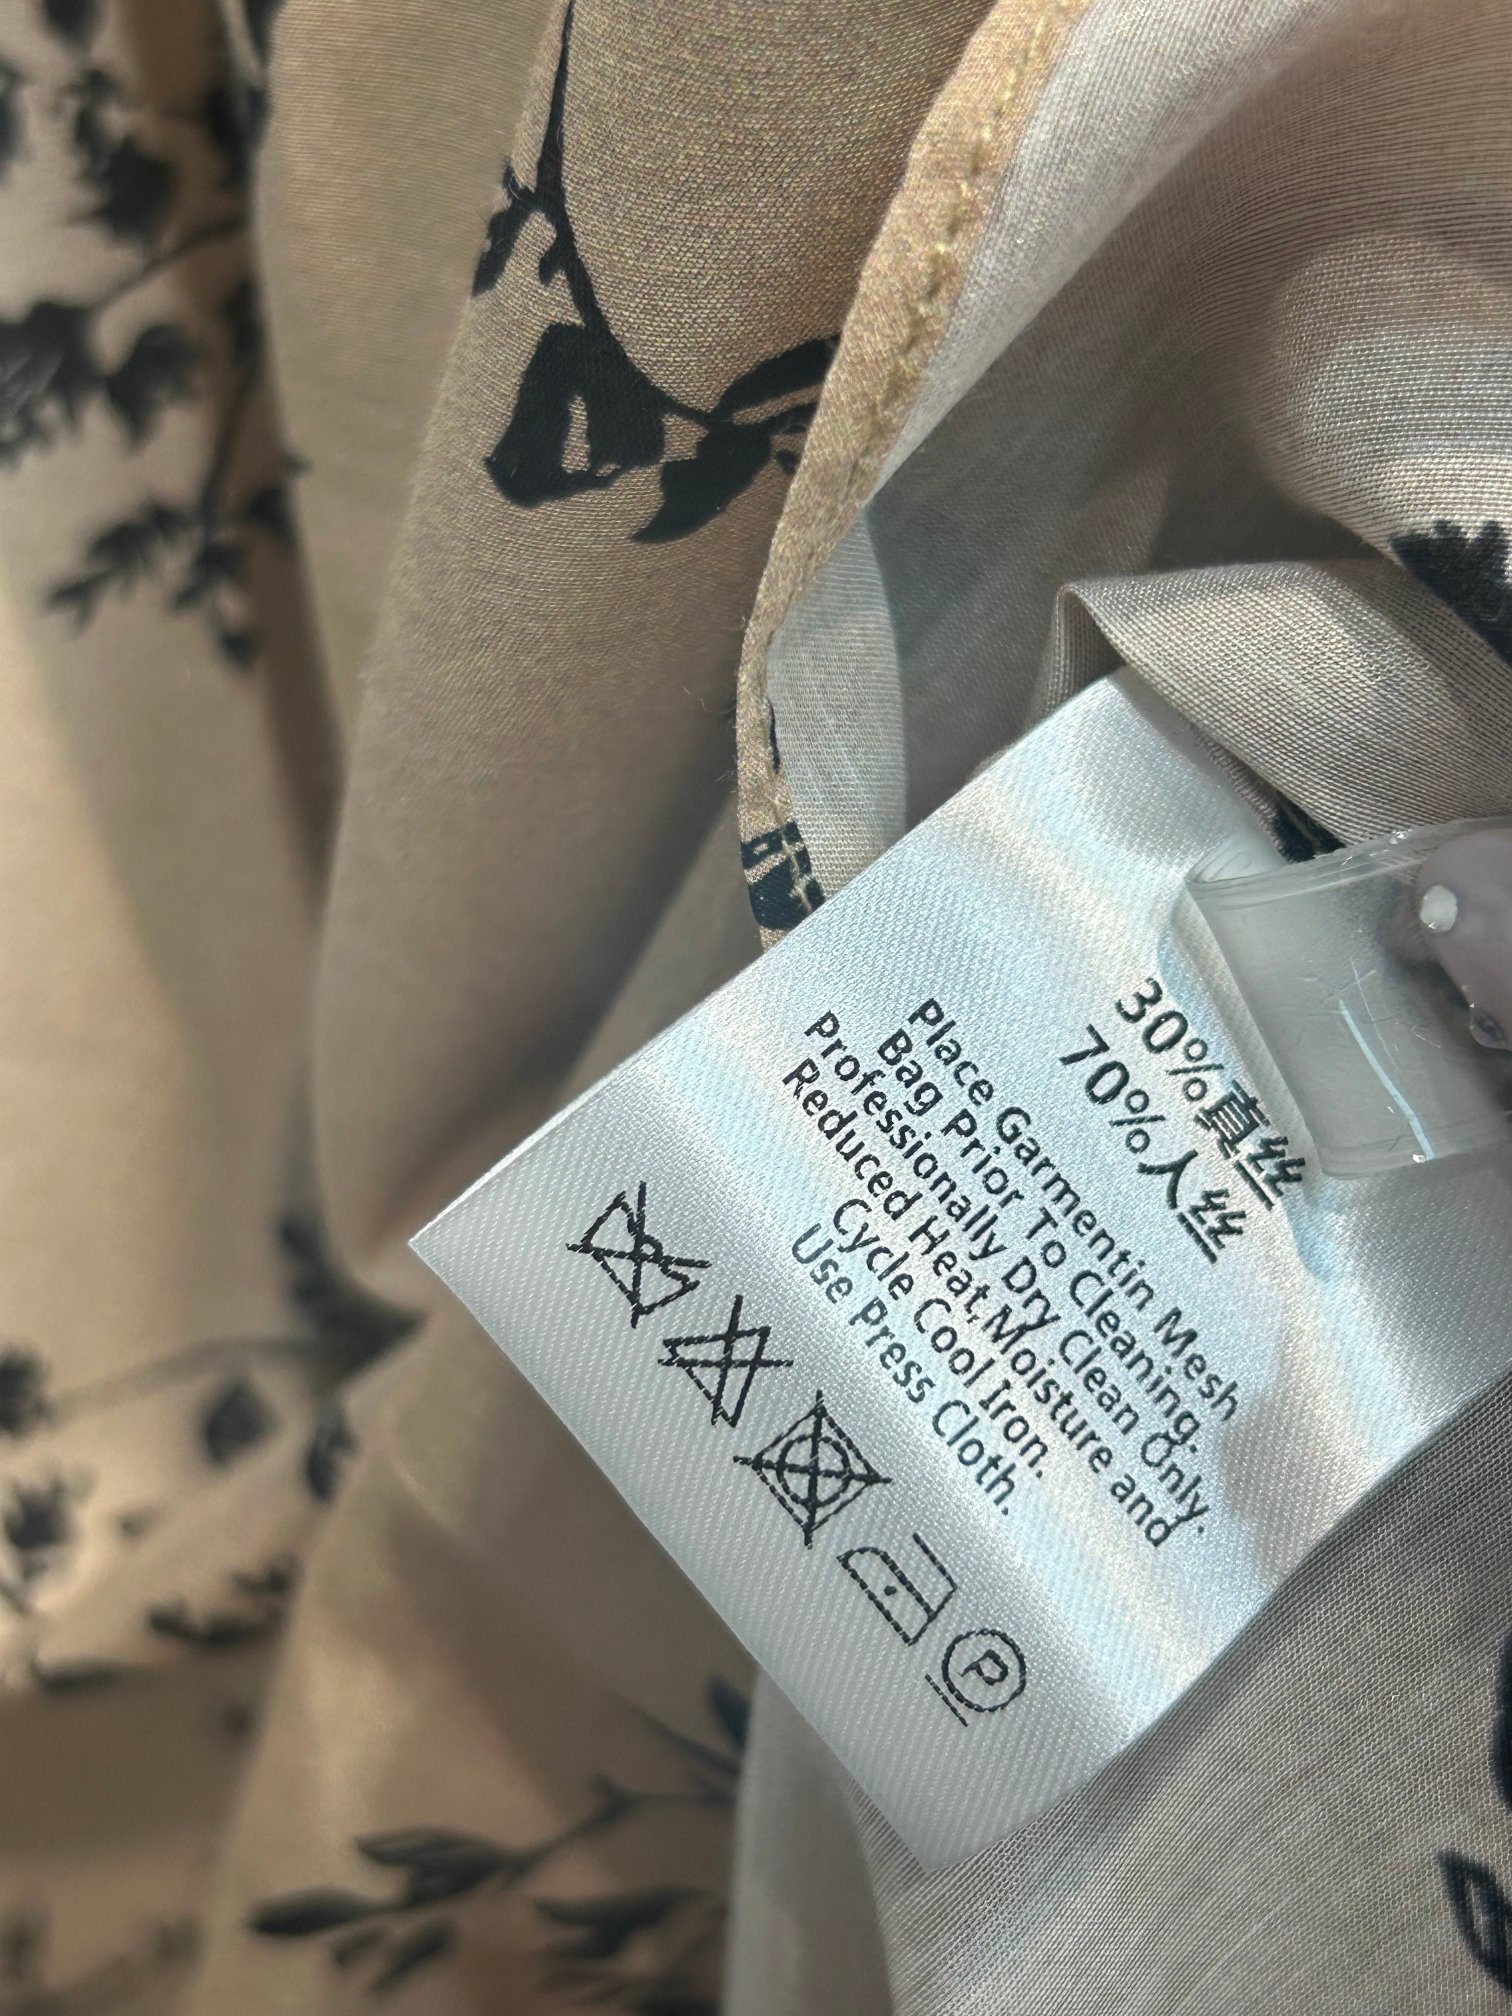 30%真丝
70%人丝
Place Garmentin Mesh
Bag Prior To Cleaning.
Professionally Dry Clean Only.
Reduced Heat,Moisture and
Cycle Cool Iron.
Use Press Cloth.
P